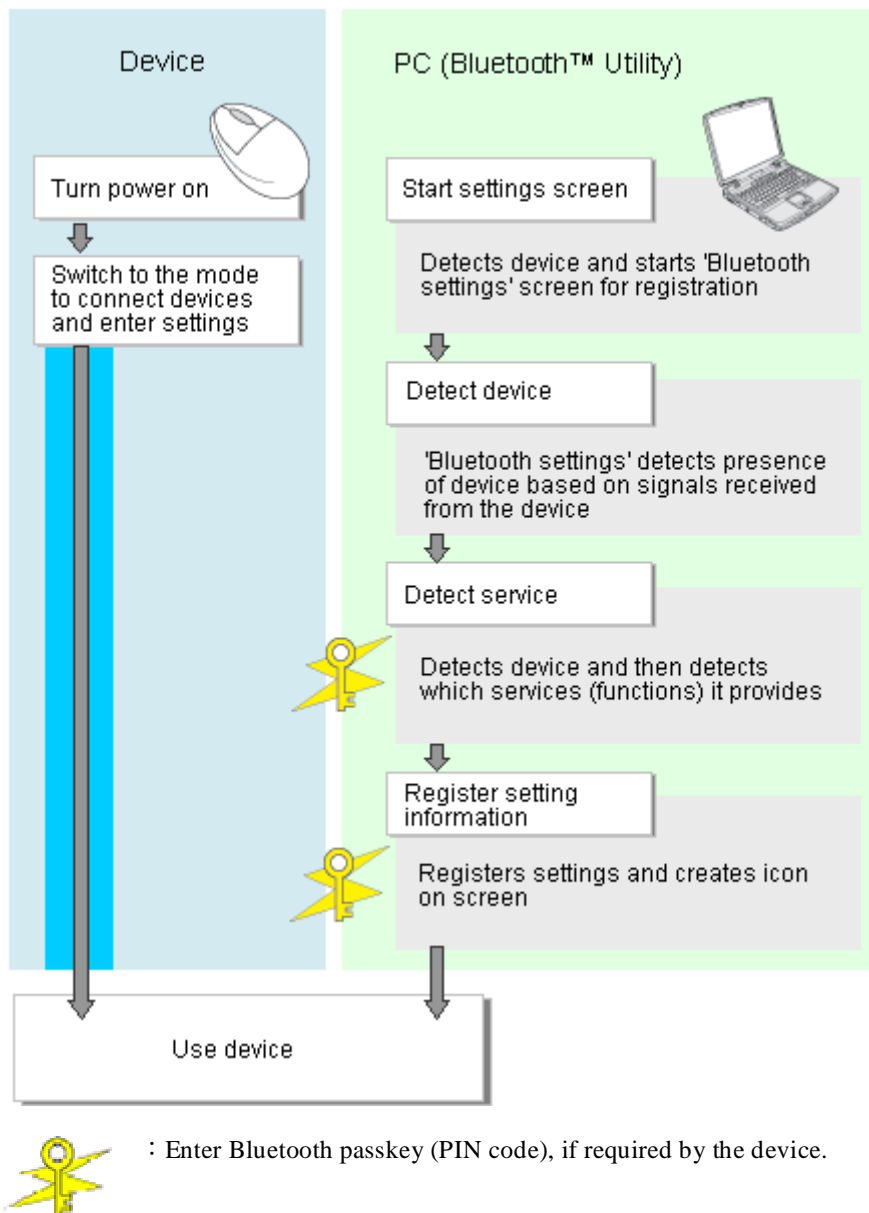 Device
Turn power on
Switch to the mode
to connect devices
and enter settings
PC (Bluetooth™ Utility)
Start settings screen
Detects device and starts 'Bluetooth
settings' screen for registration
Detect device
'Bluetooth settings' detects presence
of device based on signals received
from the device
Detect service
Detects device and then detects
which services (functions) it provides
Register setting
information
Registers settings and creates icon
on screen
Use device
: Enter Bluetooth passkey (PIN code), if required by the device.